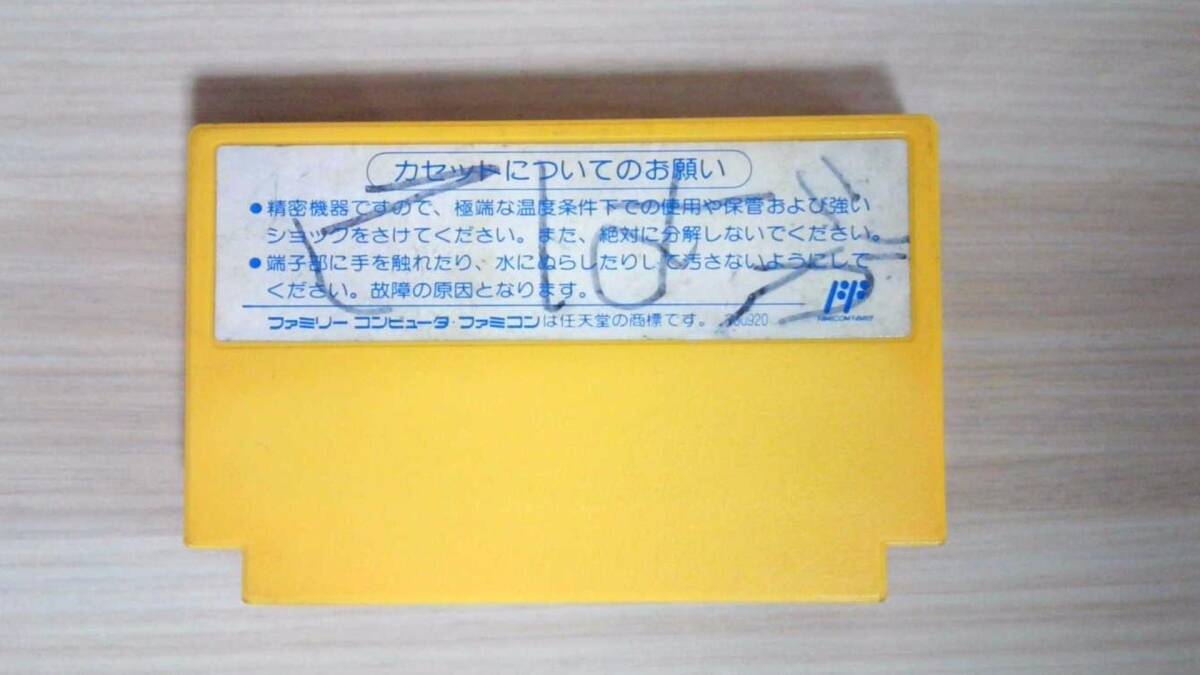 カセットについてのお願い
●精密機器ですので、極端な温度条件下での使用や保管および強い
ショックをさけてください。また、絶対に分解しないでください。
●端子部に手を触れたり、水にぬらしたりして汚さないようにして
ください。故障の原因となります。
ファミリー コンピュータ・ファミコンは任天堂の商標です。